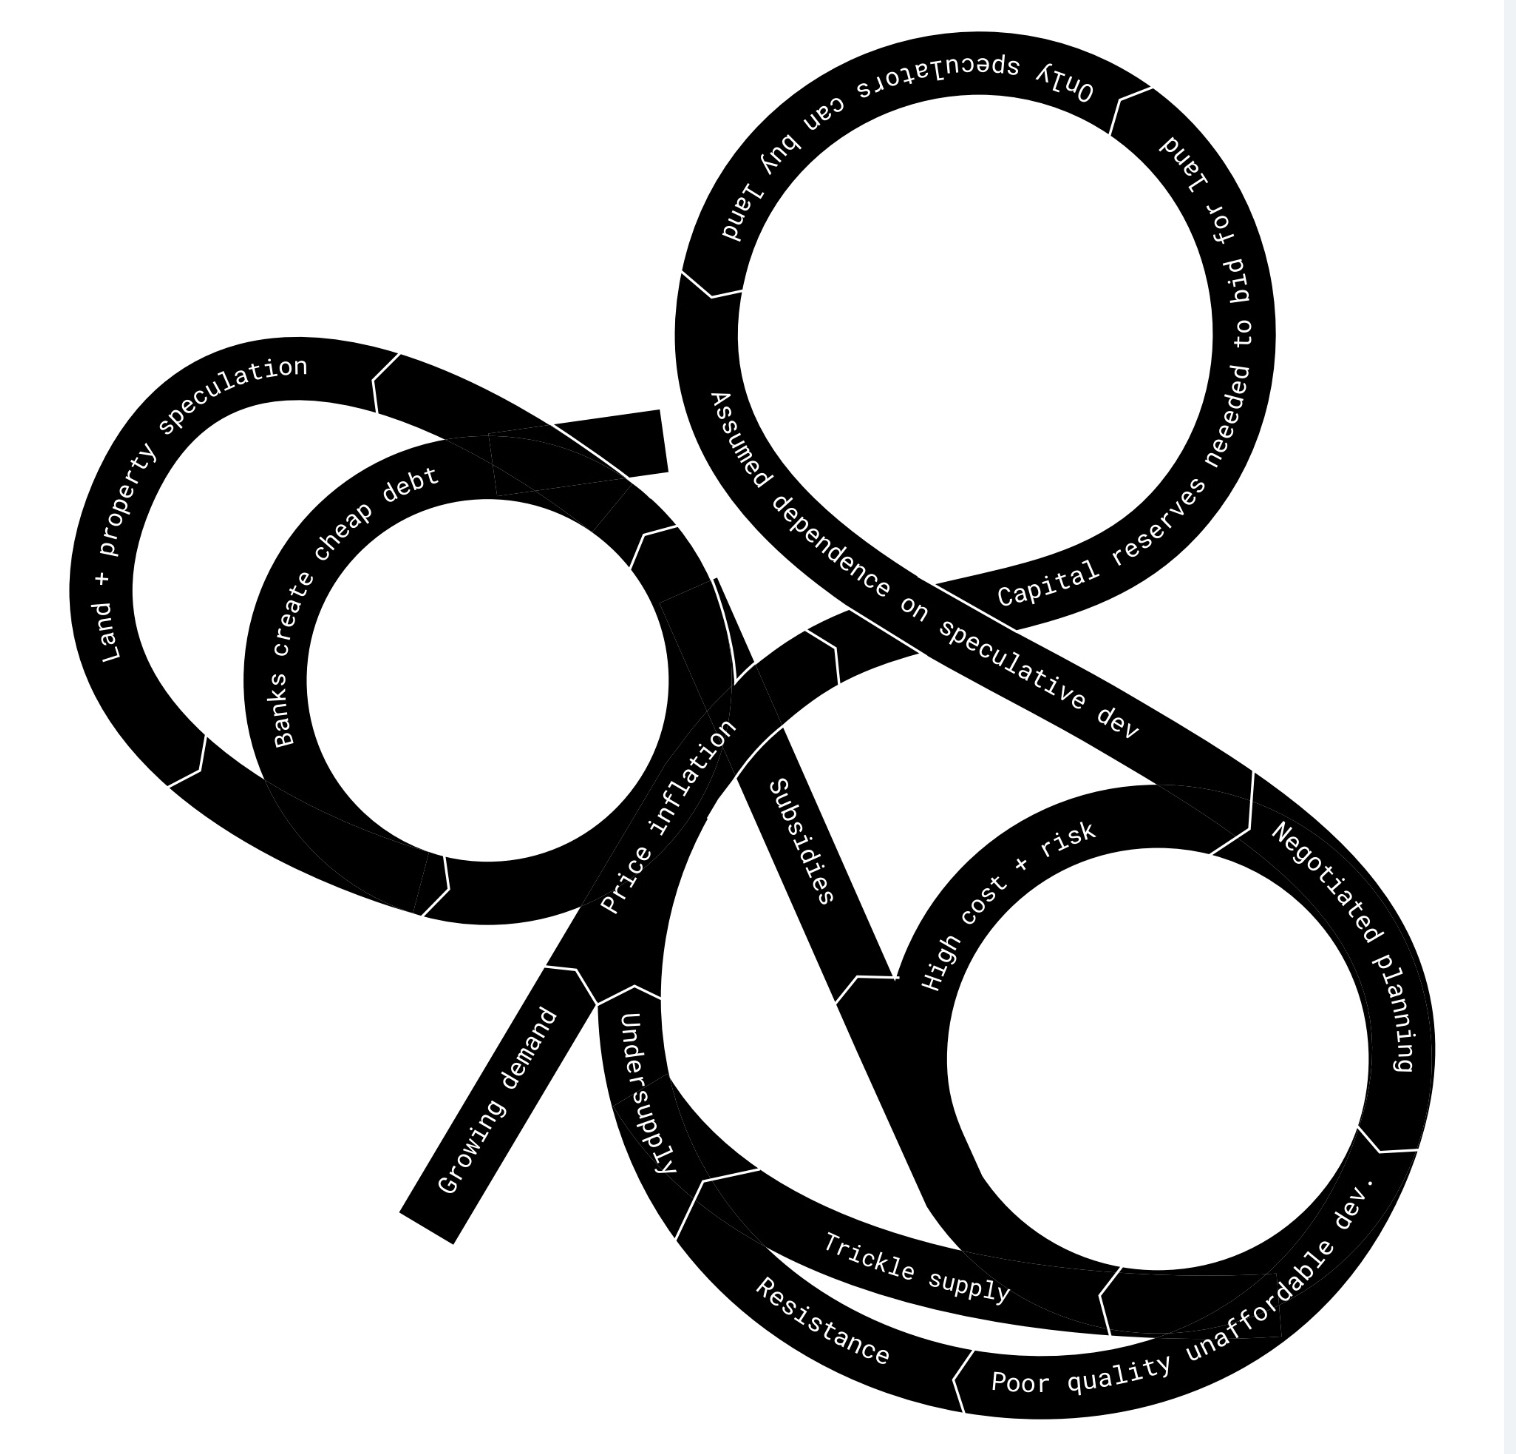 Only speculators can buy land
Capital reserves needed to bid for land
Assumed dependence on speculative dev
Land + property speculation
Banks create cheap debt
Price inflation
Subsidies
High cost + risk
Negotiated planning
Growing demand
Undersupply
Trickle supply
Resistance
Poor quality unaffordable dev.